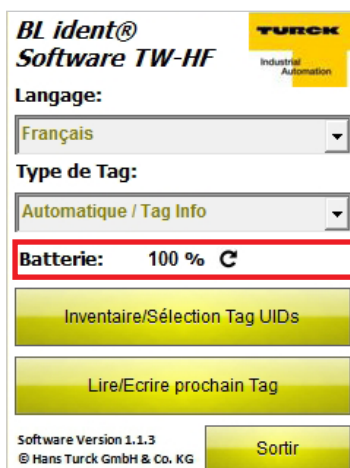 BL ident®
Software TW-HF
TURCK
Industrial
Automation
Langage:
Français
Type de Tag:
Automatique / Tag Info
Batterie: 100 %
Inventaire/Sélection Tag UIDs
Lire/Ecrire prochain Tag
Software Version 1.1.3
© Hans Turck GmbH & Co. KG
Sortir